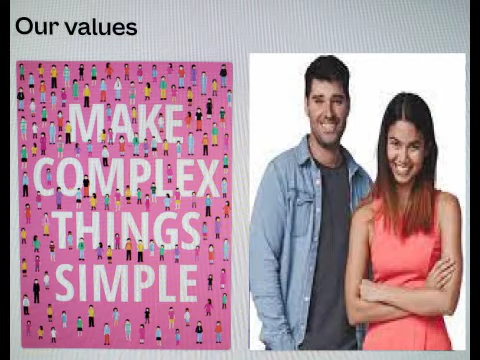 Our values
MAKE
COMPLEX
THINGS
SIMPLE